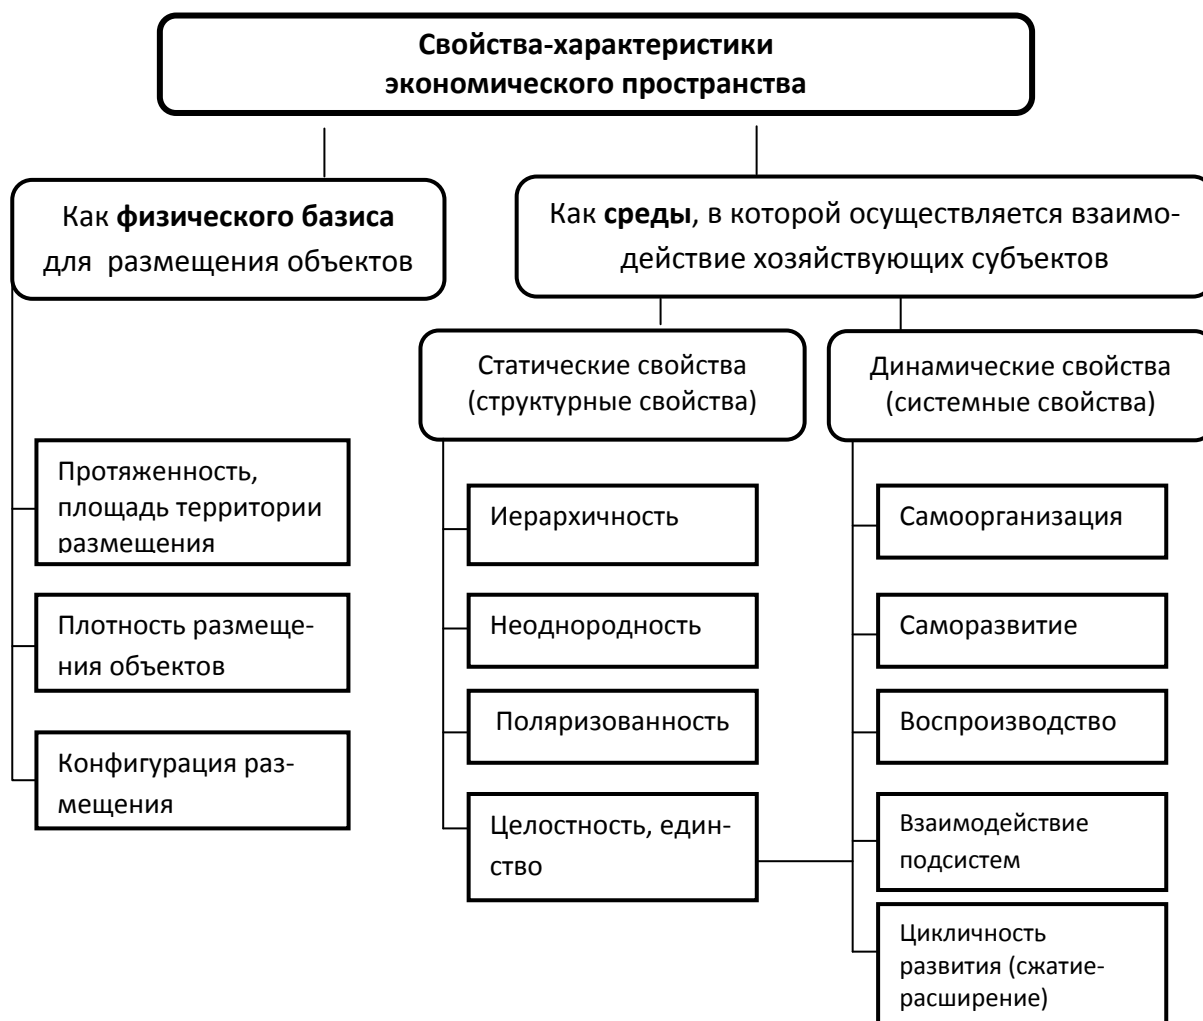 Свойства-характеристики
экономического пространства
Как физического базиса
для размещения объектов
Как среды, в которой осуществляется взаимо-
действие хозяйствующих субъектов
Статические свойства
(структурные свойства)
Динамические свойства
(системные свойства)
Протяженность,
площадь территории
размещения
Плотность размеще-
ния объектов
Конфигурация раз-
мещения
Иерархичность
Неоднородность
Поляризованность
Целостность, един-
ство
Самоорганизация
Саморазвитие
Воспроизводство
Взаимодействие
подсистем
Цикличность
развития (сжатие-
расширение)